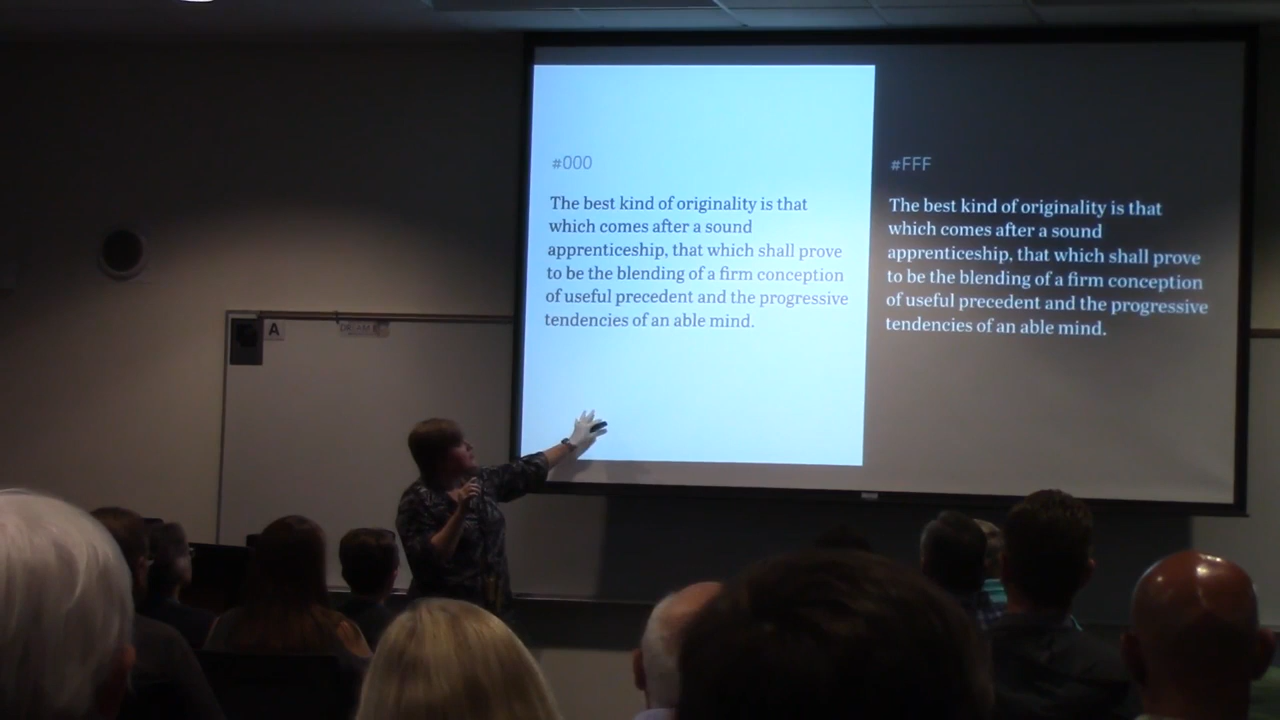 #000
The best kind of originality is that
which comes after a sound
apprenticeship, that which shall prove
to be the blending of a firm conception
of useful precedent and the progressive
tendencies of an able mind.
#FFF
The best kind of originality is that
which comes after a sound
apprenticeship, that which shall prove
to be the blending of a firm conception
of useful precedent and the progressive
tendencies of an able mind.
A